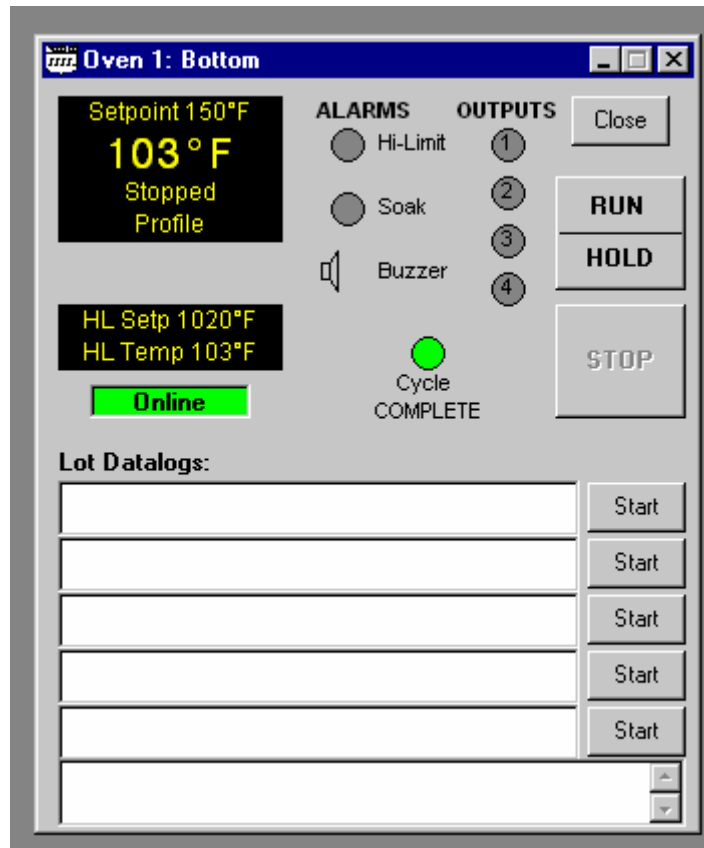 Oven 1: Bottom
Setpoint 150°F
103°F
Stopped
Profile
ALARMS
Hi-Limit
Soak
Buzzer
OUTPUTS
1
2
3
4
Close
RUN
HOLD
STOP
HL Setp 1020°F
HL Temp 103°F
Online
Cycle
COMPLETE
Lot Datalogs:
Start
Start
Start
Start
Start